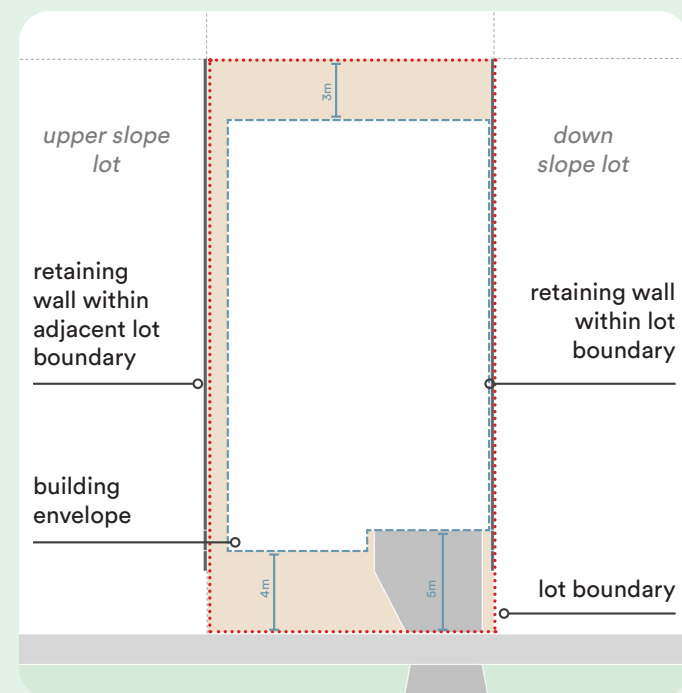 3m
upper slope
lot
down
slope lot
retaining
wall within
adjacent lot
boundary
retaining wall
within lot
boundary
building
envelope
4m
5m
lot boundary